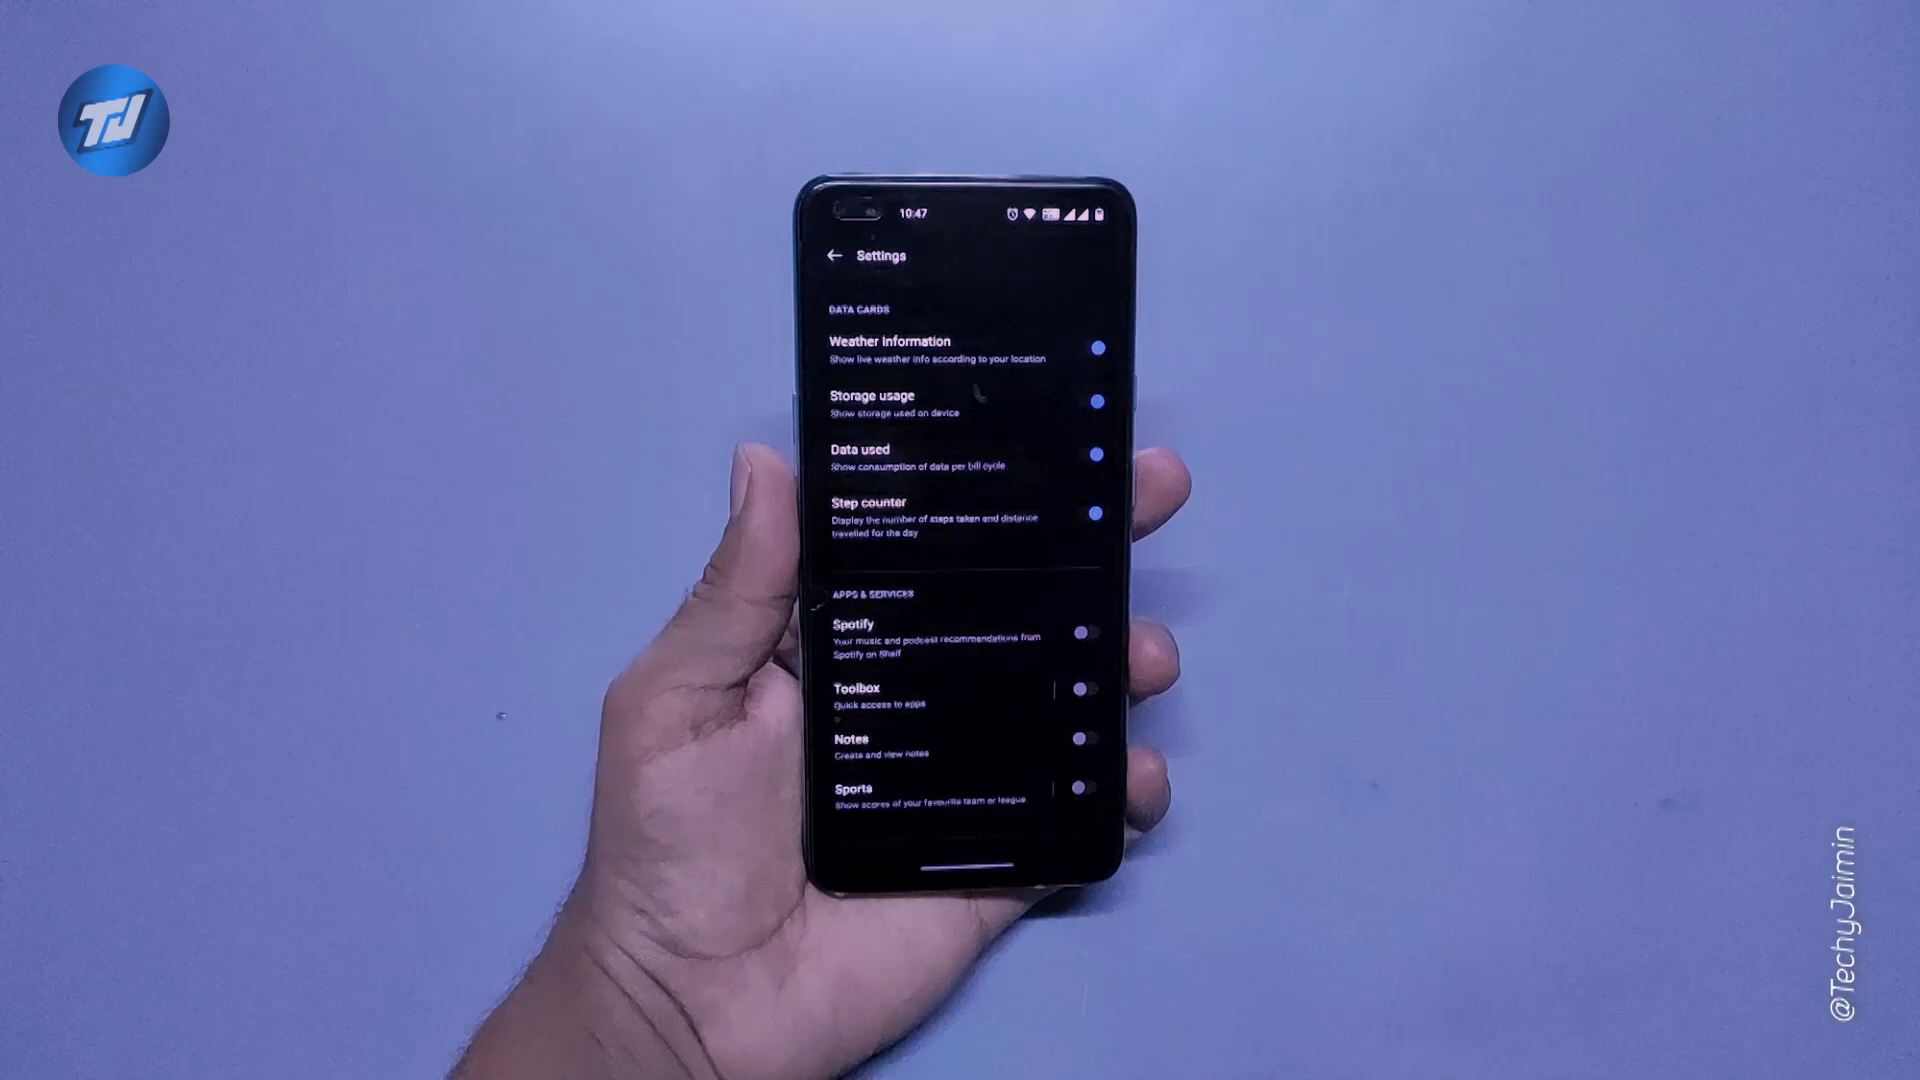 TJ
10:47
Settings
DATA CARDS
Weather Information
Show live weather info according to your location
Storage usage
Show storage used on device
Data used
Show consumption of data per bill cycle
Step counter
Display the number of steps taken and distance
travelled for the day
APPS & SERVICES
Spotify
Your music and podcast recommendations from
Spotify on Shelf
Toolbox
Quick access to apps
Notes
Create and view notes
Sports
Show scores of your favourite team or league.
@TechyJaimin